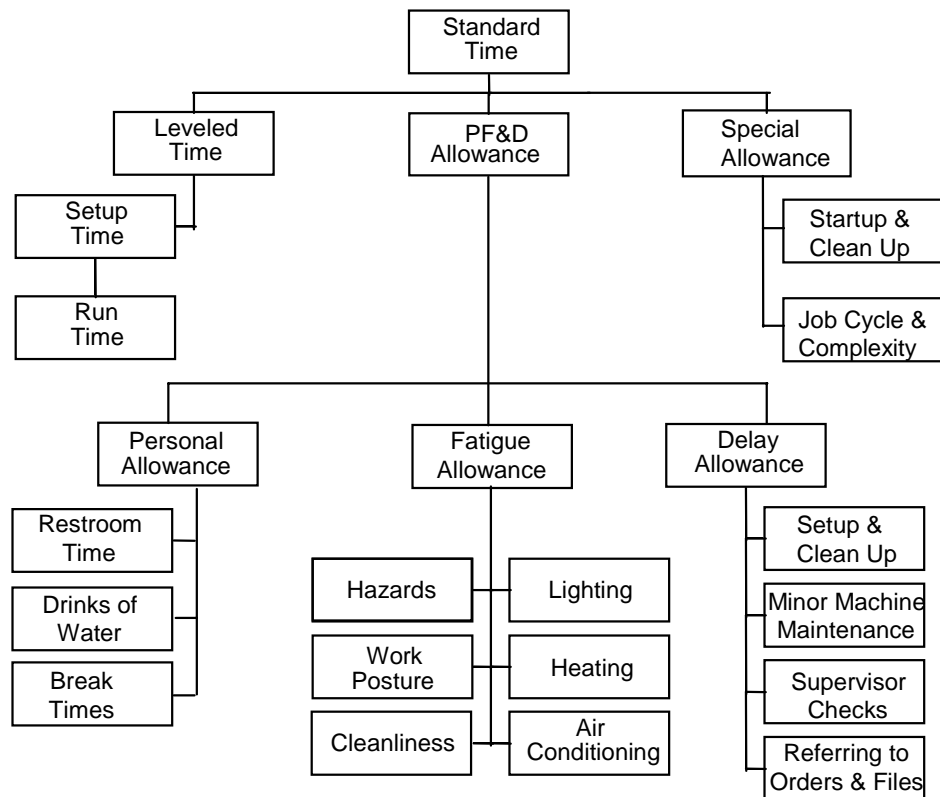 Standard
Time
Leveled
Time
PF&D
Allowance
Special
Allowance
Setup
Time
Startup &
Clean Up
Run
Time
Job Cycle &
Complexity
Personal
Allowance
Fatigue
Allowance
Delay
Allowance
Restroom
Time
Drinks of
Water
Break
Times
Hazards
Lighting
Work
Posture
Heating
Cleanliness
Air
Conditioning
Setup &
Clean Up
Minor Machine
Maintenance
Supervisor
Checks
Referring to
Orders & Files